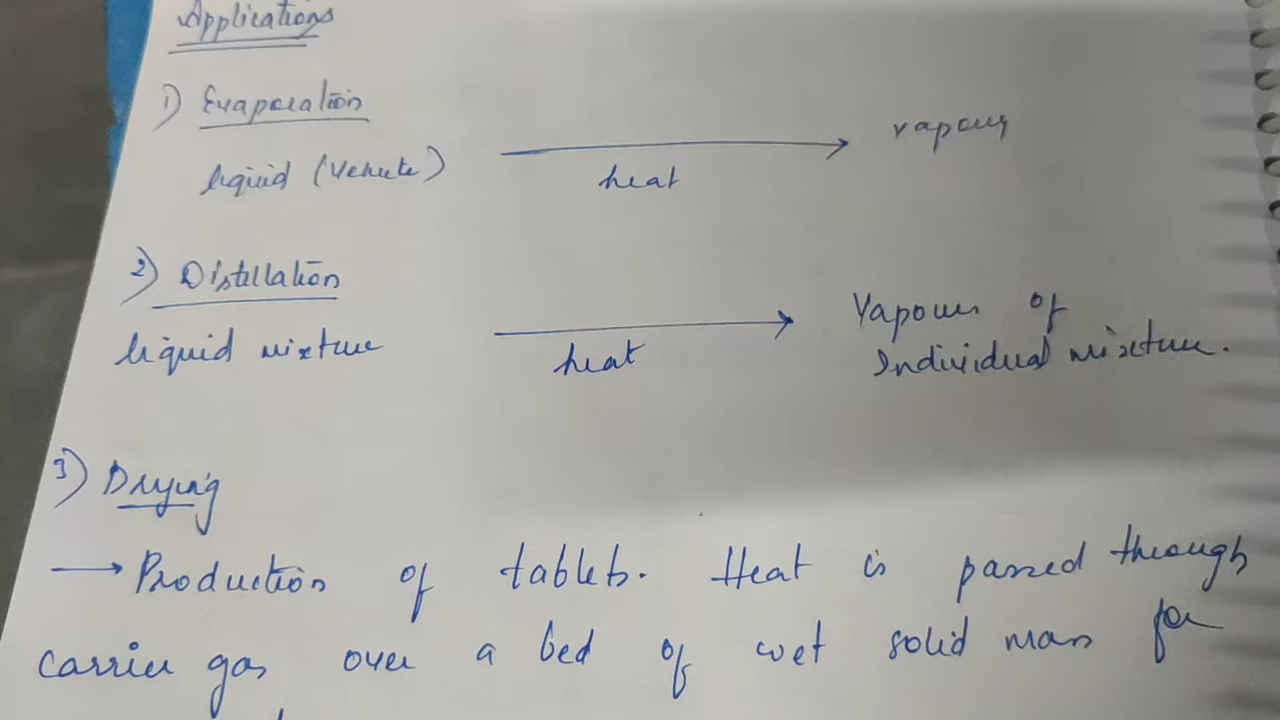 Applications
1) Evaporation
liquid (Vehicle) heat vapour
2) Distillation
liquid mixture heat Vapour of
Individual mixture.
3) Drying
→ Production of tablets. Heat is passed through
carrier gas over a bed of wet solid mass for